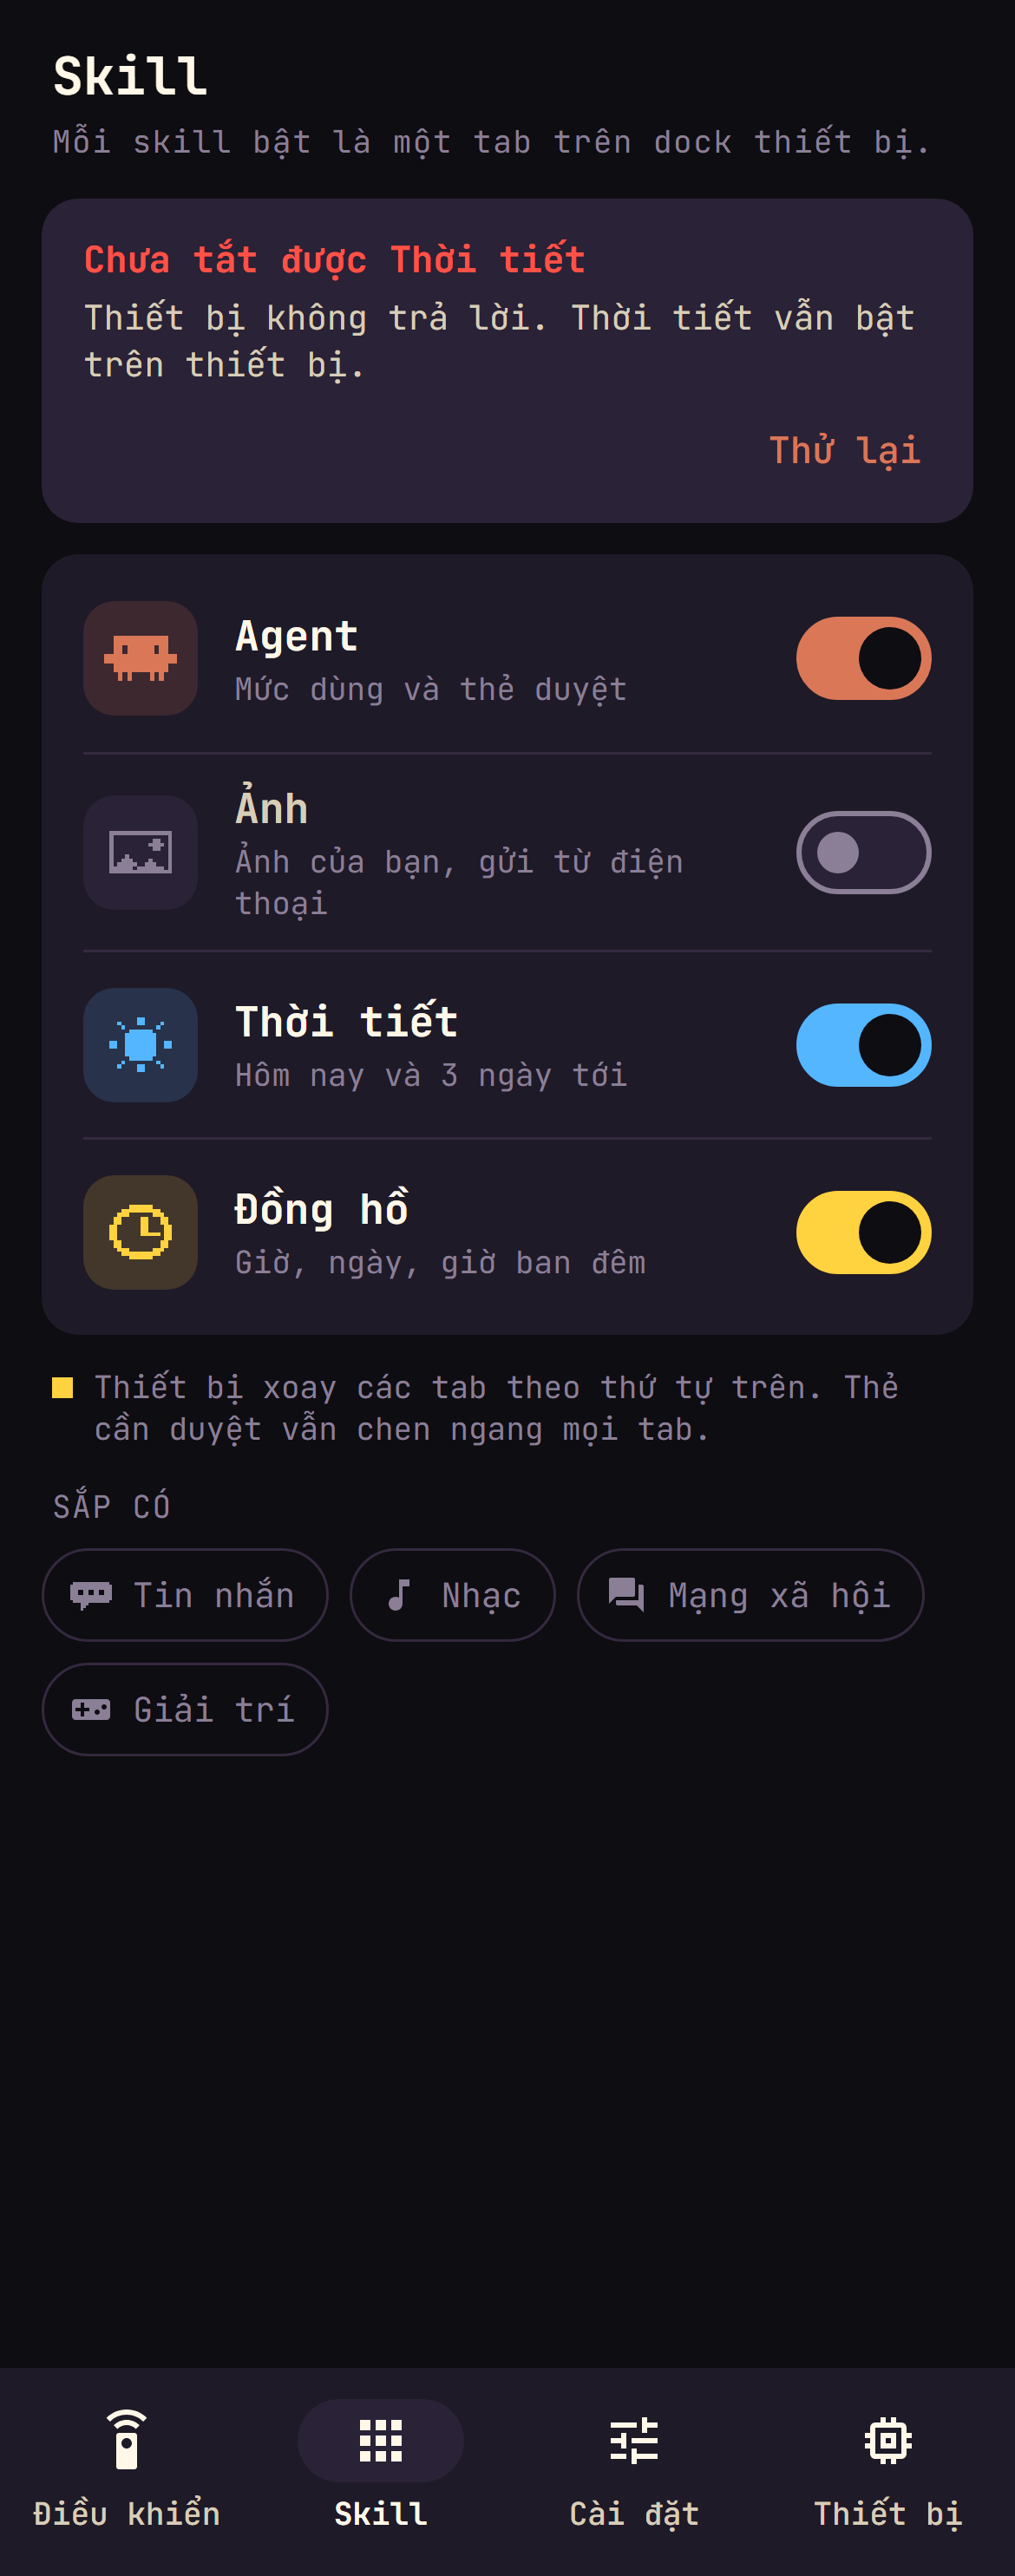 Skill
Mỗi skill bật là một tab trên dock thiết bị.
Chưa tắt được Thời tiết
Thiết bị không trả lời. Thời tiết vẫn bật
trên thiết bị.
Thử lại
Agent
Mức dùng và thẻ duyệt
Ảnh
Ảnh của bạn, gửi từ điện
thoại
Thời tiết
Hôm nay và 3 ngày tới
Đồng hồ
Giờ, ngày, giờ ban đêm
Thiết bị xoay các tab theo thứ tự trên. Thẻ
cần duyệt vẫn chen ngang mọi tab.
SẮP CÓ
Tin nhắn
Nhạc
Mạng xã hội
Giải trí
Điều khiển
Skill
Cài đặt
Thiết bị